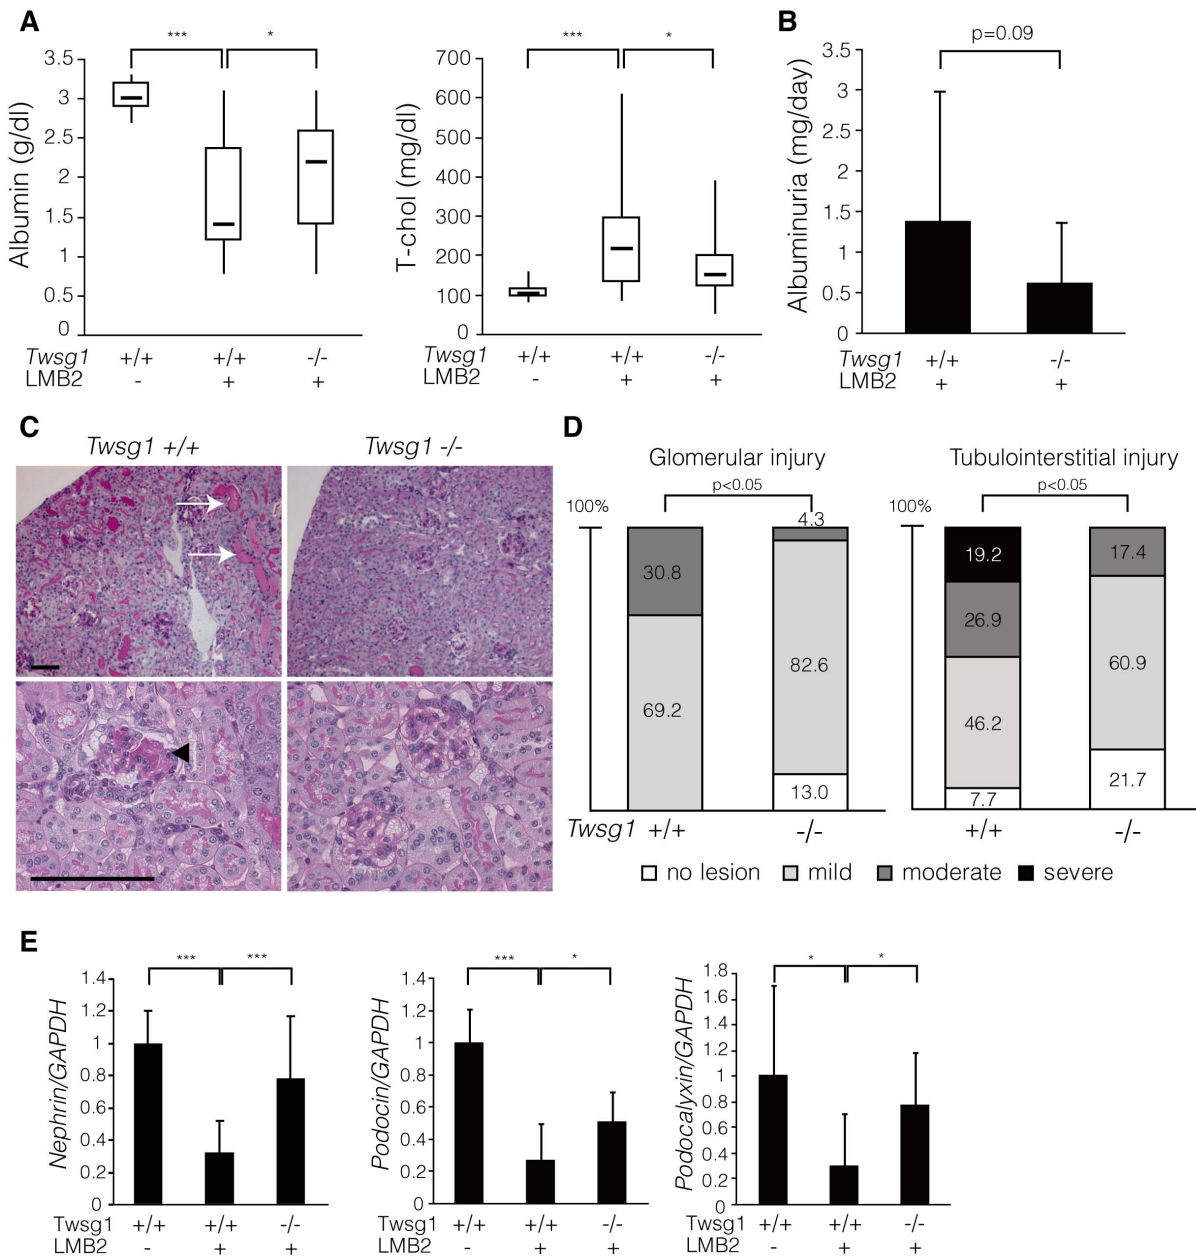 A
*** *
Albumin (g/dl)
3.5
3
2.5
2
1.5
1
0.5
0
Twsg1 +/+ +/+ -/-
LMB2 - + +
*** *
T-chol (mg/dl)
700
600
500
400
300
200
100
0
+/+ +/+ -/-
- + +
B
p=0.09
Albuminuria (mg/day)
3.5
3
2.5
2
1.5
1
0.5
0
Twsg1 +/+ -/-
LMB2 + +
C
Twsg1 +/+ Twsg1 -/-
D
Glomerular injury
p<0.05
100%
30.8
69.2
4.3
82.6
13.0
Twsg1 +/+ -/-
Tubulointerstitial injury
p<0.05
100%
19.2
26.9
46.2
7.7
17.4
60.9
21.7
+/+ -/-
no lesion mild moderate severe
E
*** ***
Nephrin/GAPDH
1.4
1.2
1
0.8
0.6
0.4
0.2
0
Twsg1 +/+ +/+ -/-
LMB2 - + +
*** *
Podocin/GAPDH
1.4
1.2
1
0.8
0.6
0.4
0.2
0
Twsg1 +/+ +/+ -/-
LMB2 - + +
* *
Podocalyxin/GAPDH
1.8
1.6
1.4
1.2
1
0.8
0.6
0.4
0.2
0
Twsg1 +/+ +/+ -/-
LMB2 - + +